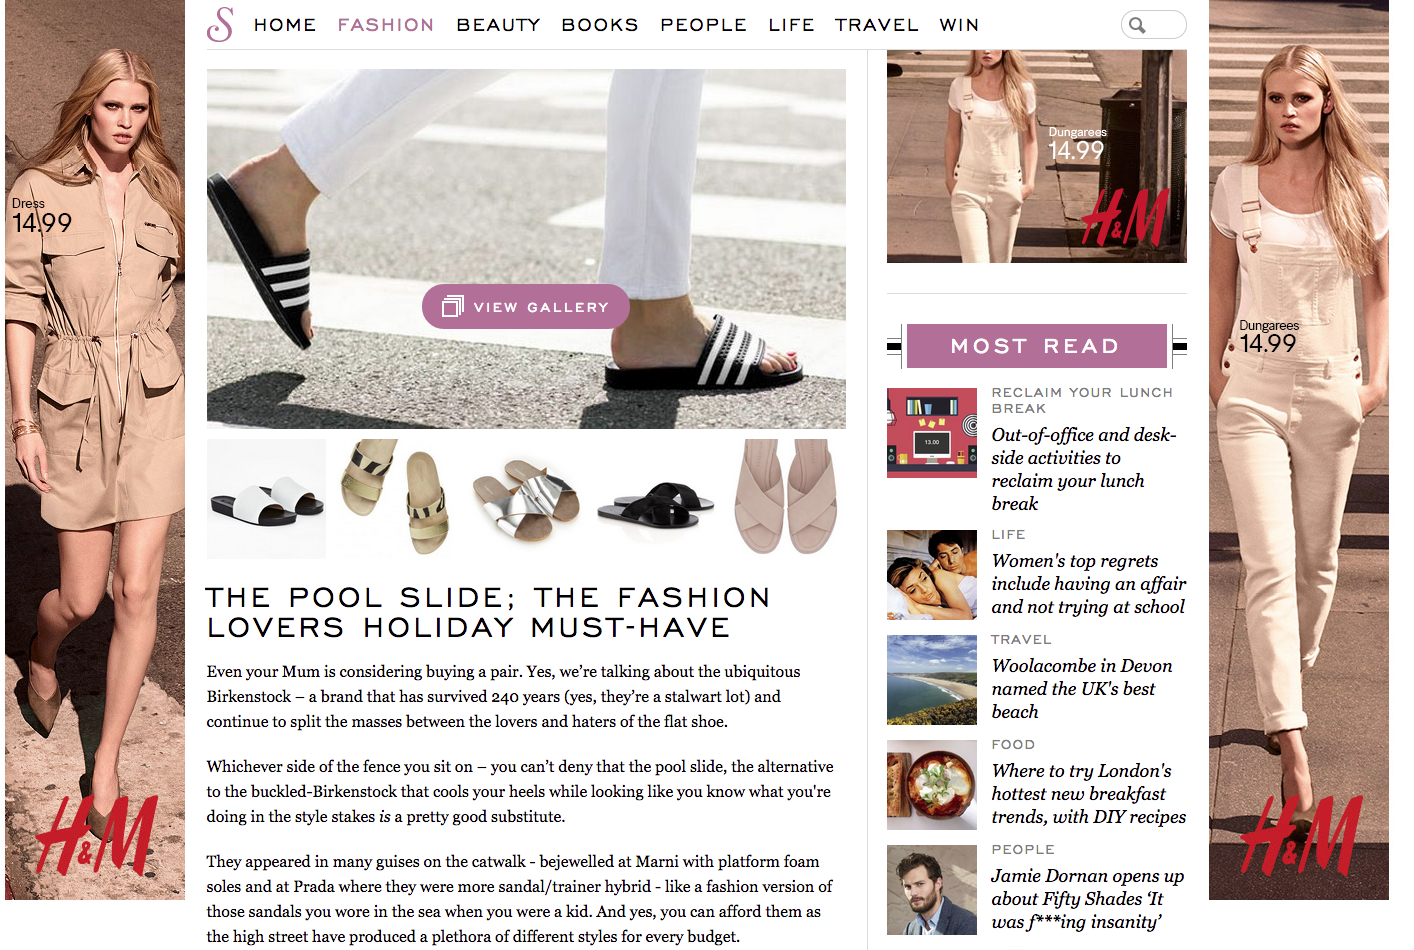 S HOME FASHION BEAUTY BOOKS PEOPLE LIFE TRAVEL WIN
Dress
14.99
H&M
VIEW GALLERY
THE POOL SLIDE; THE FASHION
LOVERS HOLIDAY MUST-HAVE
Even your Mum is considering buying a pair. Yes, we’re talking about the ubiquitous
Birkenstock – a brand that has survived 240 years (yes, they’re a stalwart lot) and
continue to split the masses between the lovers and haters of the flat shoe.
Whichever side of the fence you sit on – you can’t deny that the pool slide, the alternative
to the buckled-Birkenstock that cools your heels while looking like you know what you're
doing in the style stakes is a pretty good substitute.
They appeared in many guises on the catwalk - bejewelled at Marni with platform foam
soles and at Prada where they were more sandal/trainer hybrid - like a fashion version of
those sandals you wore in the sea when you were a kid. And yes, you can afford them as
the high street have produced a plethora of different styles for every budget.
Dungarees
14.99
H&M
MOST READ
13.00
RECLAIM YOUR LUNCH
BREAK
Out-of-office and desk-
side activities to
reclaim your lunch
break
LIFE
Women's top regrets
include having an affair
and not trying at school
TRAVEL
Woolacombe in Devon
named the UK's best
beach
FOOD
Where to try London's
hottest new breakfast
trends, with DIY recipes
PEOPLE
Jamie Dornan opens up
about Fifty Shades ‘It
was f***ing insanity’
Dungarees
14.99
H&M